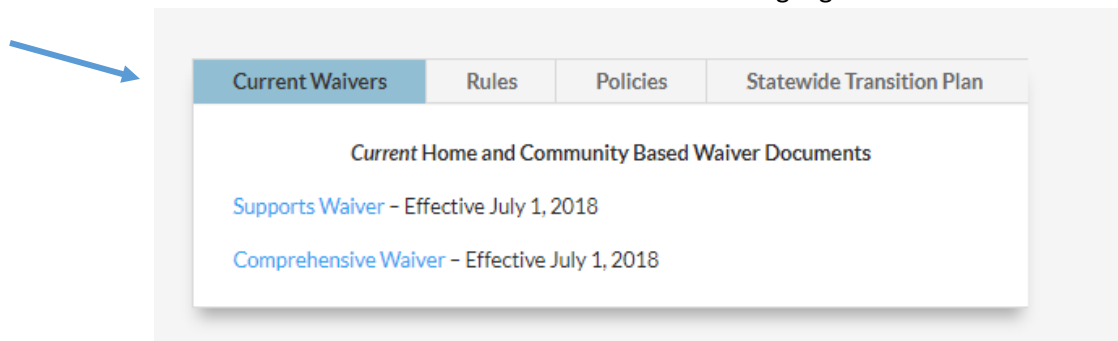 Current Waivers Rules Policies Statewide Transition Plan
Current Home and Community Based Waiver Documents
Supports Waiver – Effective July 1, 2018
Comprehensive Waiver – Effective July 1, 2018